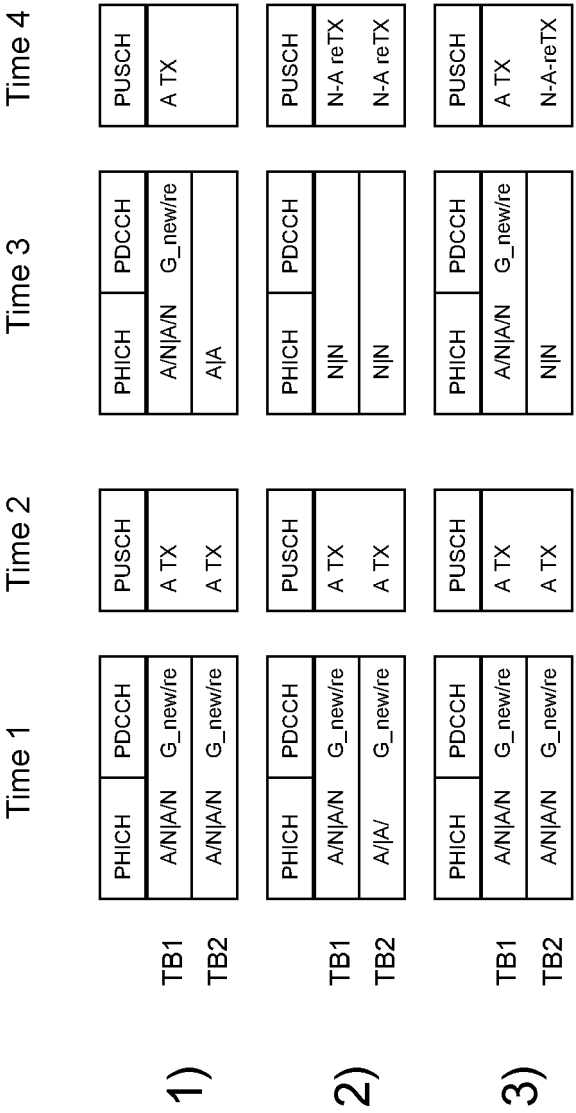 Time 1 Time 2 Time 3 Time 4
PHICH PDCCH PUSCH PHICH PDCCH PUSCH
1) TB1 A/N|A/N G_new/re A TX A/N|A/N G_new/re A TX
TB2 A/N|A/N G_new/re A TX A|A
PHICH PDCCH PUSCH PHICH PDCCH PUSCH
2) TB1 A/N|A/N G_new/re A TX N|N N-A reTX
TB2 A/|A/ G_new/re A TX N|N N-A reTX
PHICH PDCCH PUSCH PHICH PDCCH PUSCH
3) TB1 A/N|A/N G_new/re A TX A/N|A/N G_new/re A TX
TB2 A/N|A/N G_new/re A TX N|N N-A-reTX